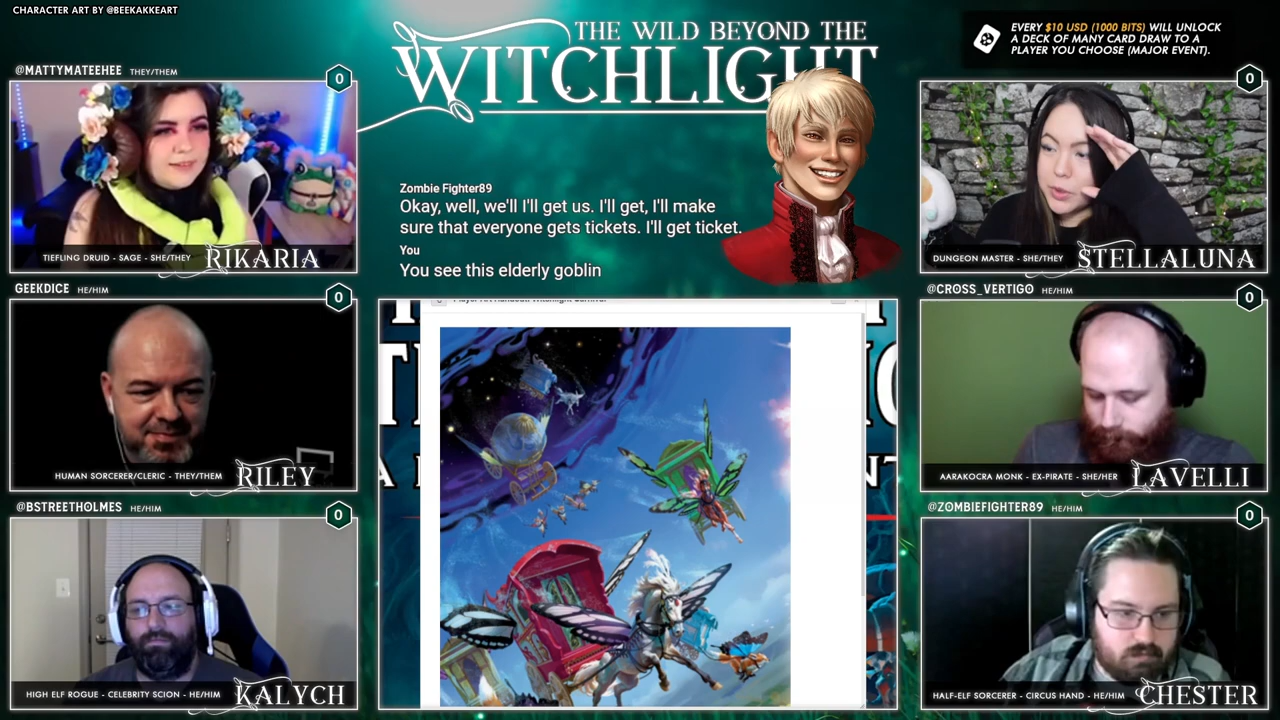 CHARACTER ART BY @BEEKAKKEART
THE WILD BEYOND THE
WITCHLIGHT
EVERY $10 USD (1000 BITS) WILL UNLOCK
A DECK OF MANY CARD DRAW TO A
PLAYER YOU CHOOSE (MAJOR EVENT).
@MATTYMATEEHEE THEY/THEM
0
TIEFLING DRUID - SAGE - SHE/THEY RIKARIA
Zombie Fighter89
Okay, well, we'll I'll get us. I'll get, I'll make
sure that everyone gets tickets. I'll get ticket.
You
You see this elderly goblin
0
DUNGEON MASTER - SHE/THEY STELLALUNA
GEEKDICE HE/HIM
0
HUMAN SORCERER/CLERIC - THEY/THEM RILEY
@CROSS_VERTIGO HE/HIM
0
AARAKOCRA MONK - EX-PIRATE - SHE/HER LAVELLI
@BSTREETHOLMES HE/HIM
0
HIGH ELF ROGUE - CELEBRITY SCION - HE/HIM KALYCH
@ZOMBIEFIGHTER89 HE/HIM
0
HALF-ELF SORCERER - CIRCUS HAND - HE/HIM CHESTER